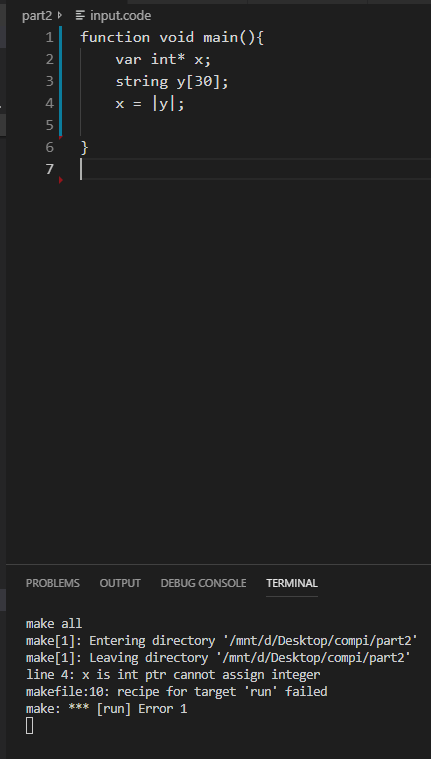 part2 > input.code
1 function void main(){
2 var int* x;
3 string y[30];
4 x = |y|;
5
6 }
7
PROBLEMS OUTPUT DEBUG CONSOLE TERMINAL
make all
make[1]: Entering directory '/mnt/d/Desktop/compi/part2'
make[1]: Leaving directory '/mnt/d/Desktop/compi/part2'
line 4: x is int ptr cannot assign integer
makefile:10: recipe for target 'run' failed
make: *** [run] Error 1